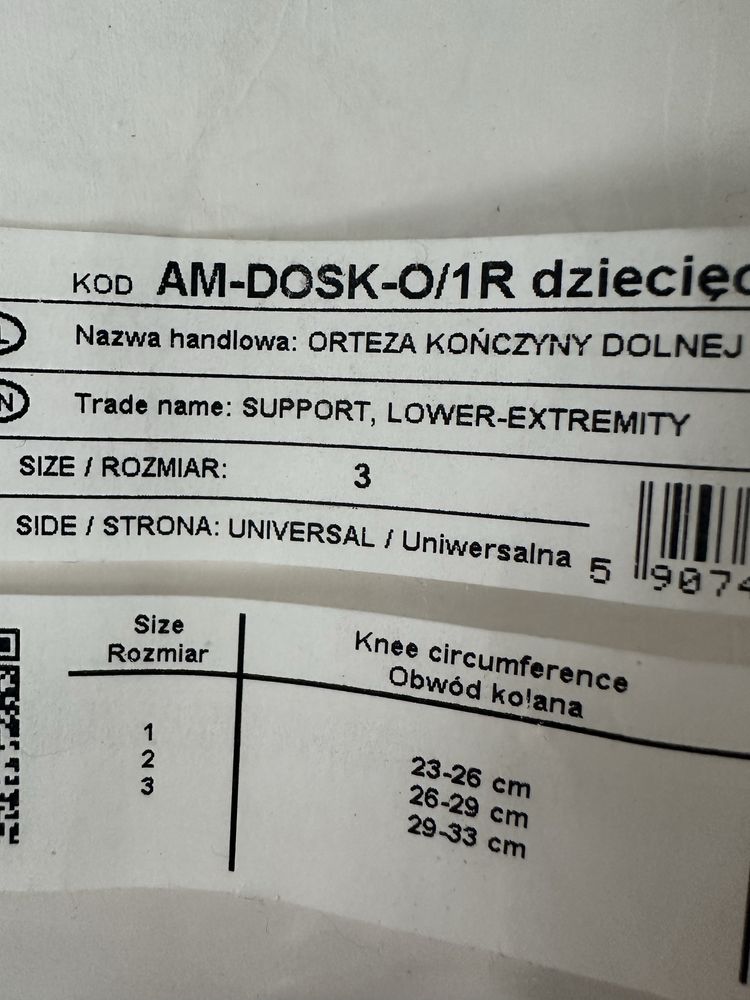 KOD AM-DOSK-O/1R dziecięc
Nazwa handlowa: ORTEZA KOŃCZYNY DOLNEJ
N
Trade name: SUPPORT, LOWER-EXTREMITY
SIZE / ROZMIAR: 3
SIDE / STRONA: UNIVERSAL / Uniwersalna
5 9074
Size
Rozmiar
Knee circumference
Obwód kolana
1 23-26 cm
2 26-29 cm
3 29-33 cm